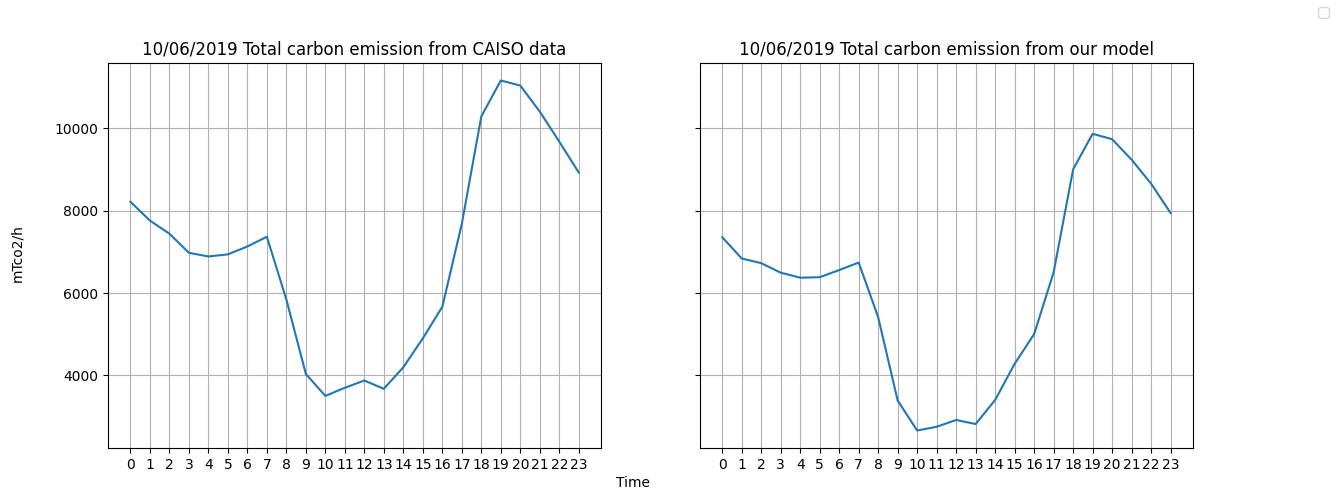 10/06/2019 Total carbon emission from CAISO data
10/06/2019 Total carbon emission from our model
mTco2/h
10000
8000
6000
4000
0 1 2 3 4 5 6 7 8 9 10 11 12 13 14 15 16 17 18 19 20 21 22 23
0 1 2 3 4 5 6 7 8 9 10 11 12 13 14 15 16 17 18 19 20 21 22 23
Time